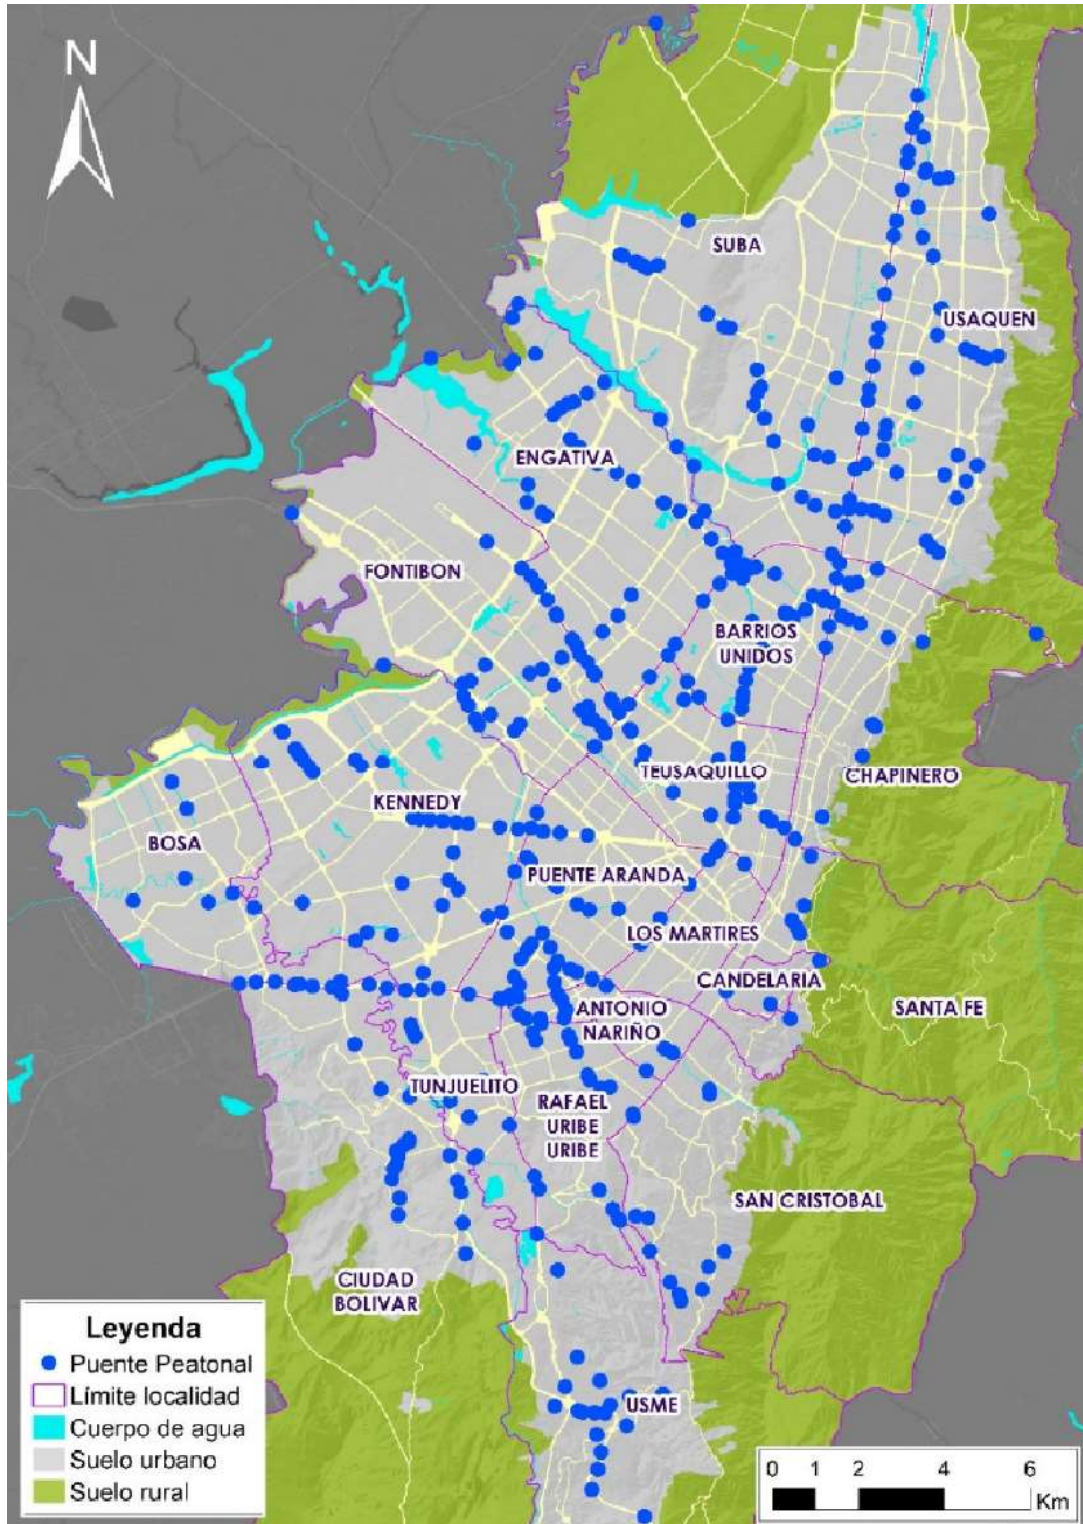 N
SUBA
USAQUEN
ENGATIVA
FONTIBON
BARRIOS
UNIDOS
TEUSAQUILLO
CHAPINERO
KENNEDY
BOSA
PUENTE ARANDA
LOS MARTIRES
CANDELARIA
SANTA FE
ANTONIO
NARIÑO
TUNJUELITO
RAFAEL
URIBE
URIBE
SAN CRISTOBAL
CIUDAD
BOLIVAR
USME
Leyenda
Puente Peatonal
Límite localidad
Cuerpo de agua
Suelo urbano
Suelo rural
0 1 2 4 6
Km